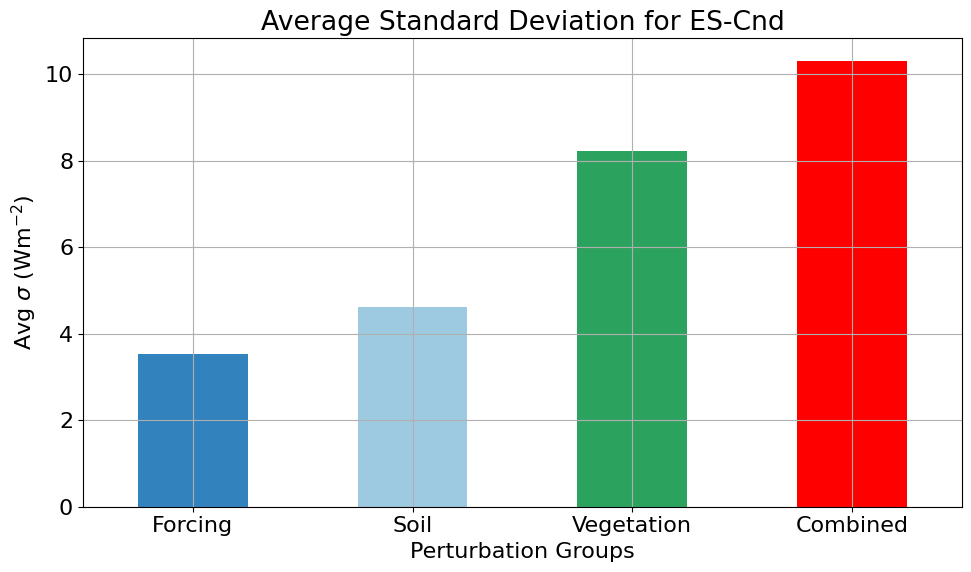 Average Standard Deviation for ES-Cnd
Avg σ (Wm⁻²)
10
8
6
4
2
0
Forcing Soil Vegetation Combined
Perturbation Groups